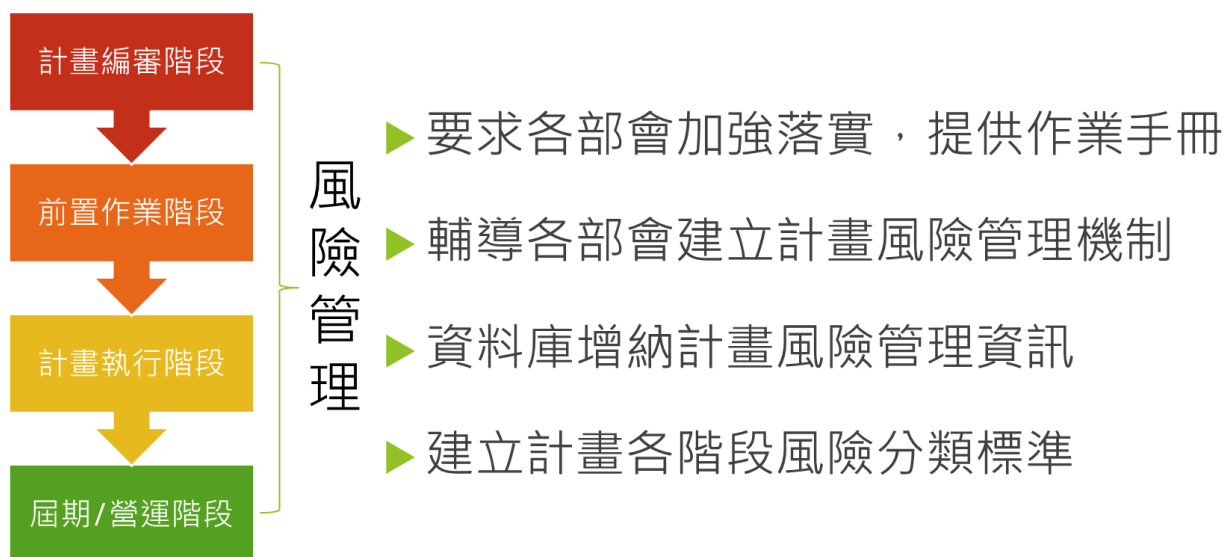 計畫編審階段
前置作業階段
計畫執行階段
屆期/營運階段
風險管理
要求各部會加強落實，提供作業手冊
輔導各部會建立計畫風險管理機制
資料庫增納計畫風險管理資訊
建立計畫各階段風險分類標準